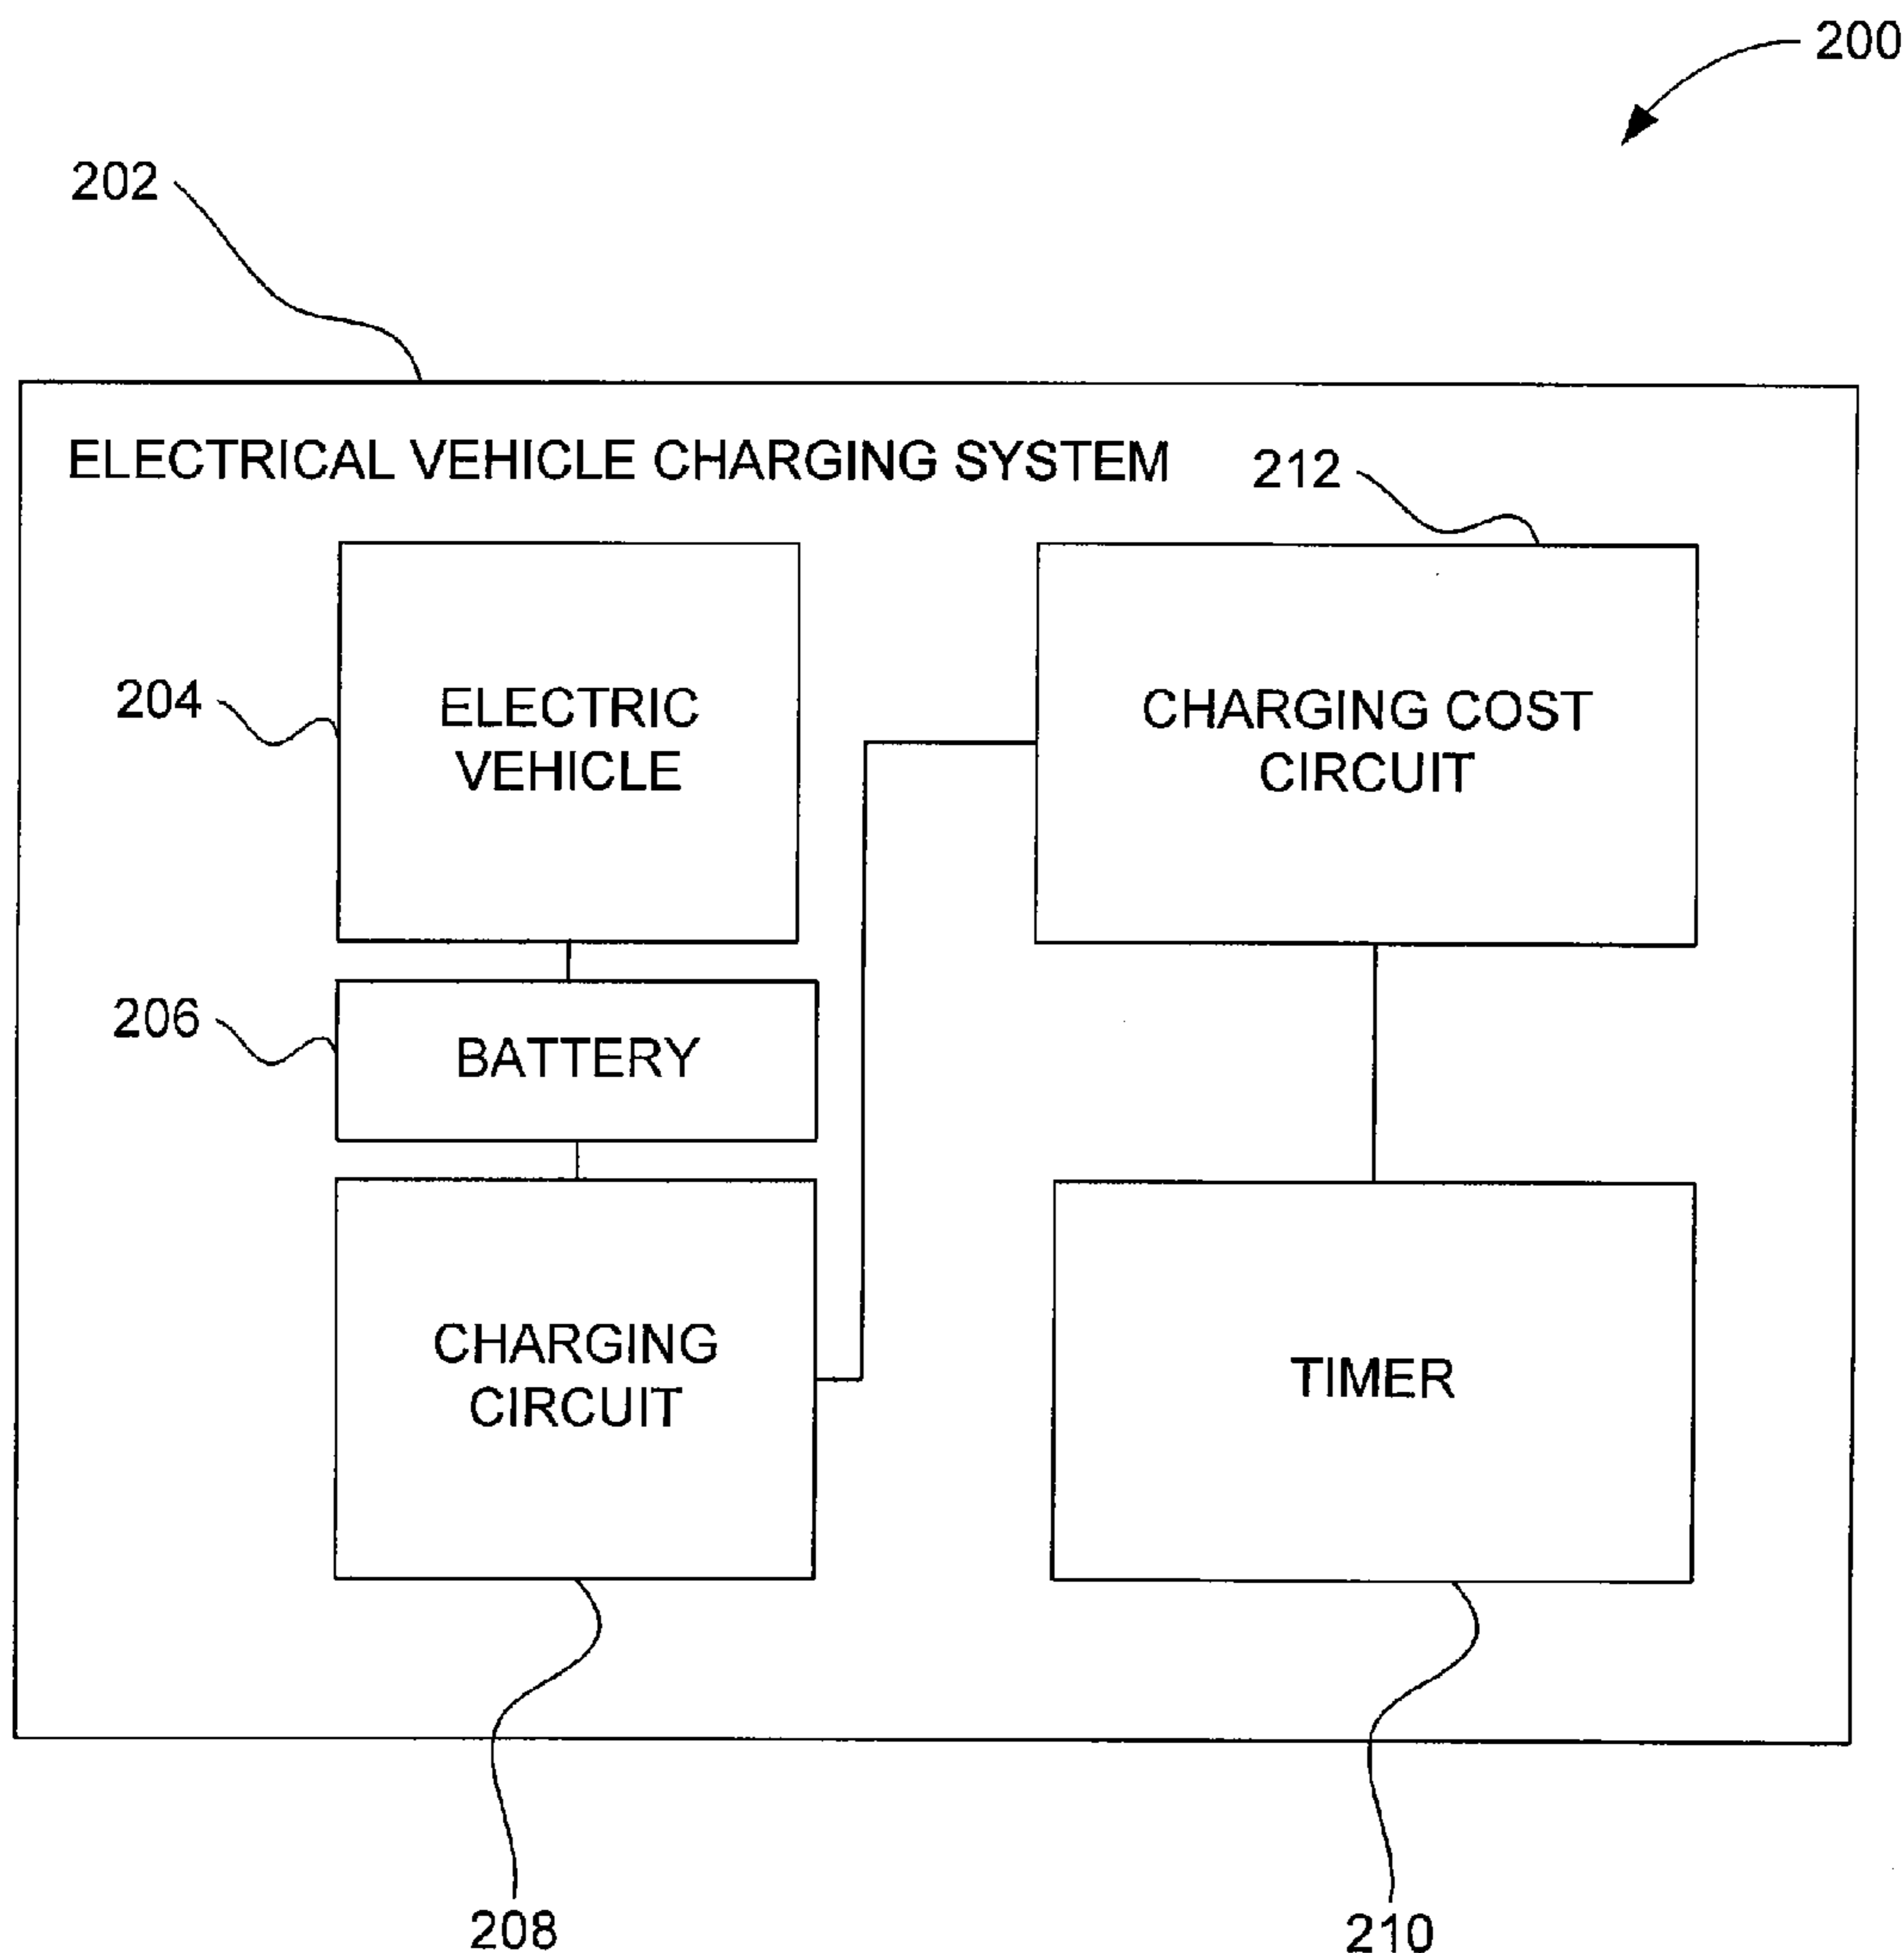 200
202
ELECTRICAL VEHICLE CHARGING SYSTEM
212
204
ELECTRIC
VEHICLE
CHARGING COST
CIRCUIT
206
BATTERY
CHARGING
CIRCUIT
TIMER
208
210